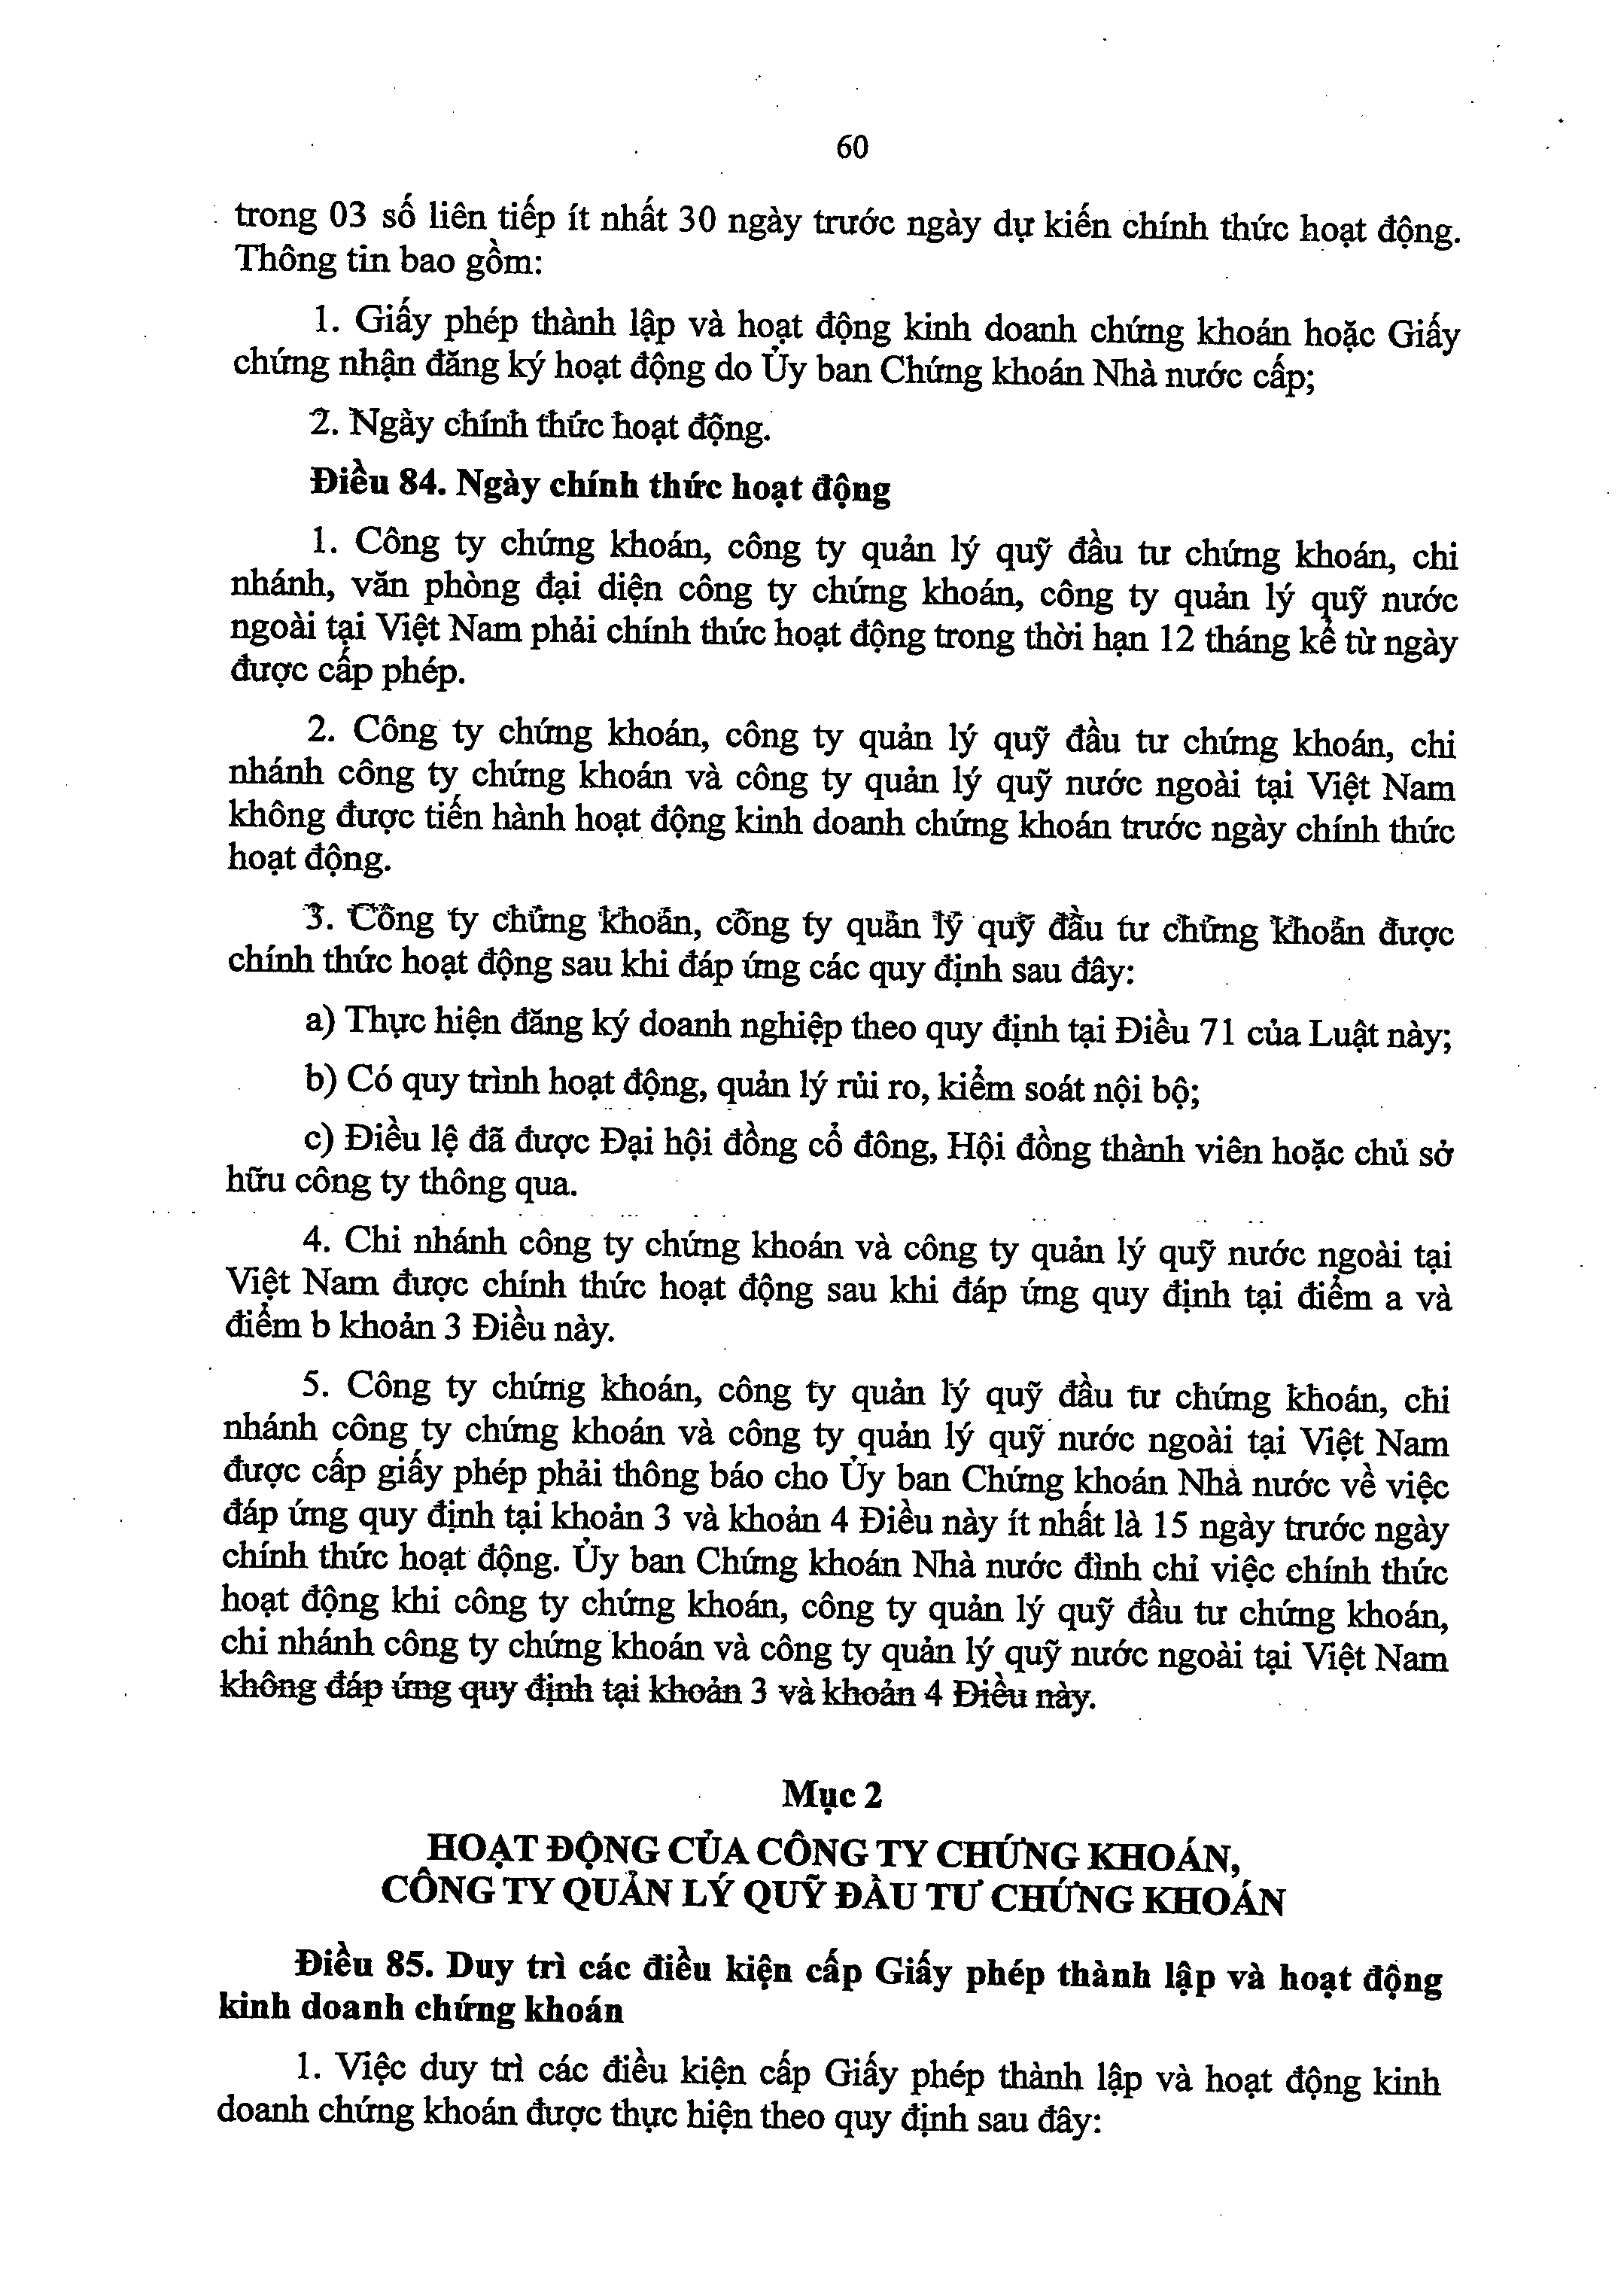 60
trong 03 số liên tiếp ít nhất 30 ngày trước ngày dự kiến chính thức hoạt động.
Thông tin bao gồm:
1. Giấy phép thành lập và hoạt động kinh doanh chứng khoán hoặc Giấy
chứng nhận đăng ký hoạt động do Ủy ban Chứng khoán Nhà nước cấp;
2. Ngày chính thức hoạt động.
Điều 84. Ngày chính thức hoạt động
1. Công ty chứng khoán, công ty quản lý quỹ đầu tư chứng khoán, chi
nhánh, văn phòng đại diện công ty chứng khoán, công ty quản lý quỹ nước
ngoài tại Việt Nam phải chính thức hoạt động trong thời hạn 12 tháng kể từ ngày
được cấp phép.
2. Công ty chứng khoán, công ty quản lý quỹ đầu tư chứng khoán, chi
nhánh công ty chứng khoán và công ty quản lý quỹ nước ngoài tại Việt Nam
không được tiến hành hoạt động kinh doanh chứng khoán trước ngày chính thức
hoạt động.
3. Công ty chứng khoán, công ty quản lý quỹ đầu tư chứng khoán được
chính thức hoạt động sau khi đáp ứng các quy định sau đây:
a) Thực hiện đăng ký doanh nghiệp theo quy định tại Điều 71 của Luật này;
b) Có quy trình hoạt động, quản lý rủi ro, kiểm soát nội bộ;
c) Điều lệ đã được Đại hội đồng cổ đông, Hội đồng thành viên hoặc chủ sở
hữu công ty thông qua.
4. Chi nhánh công ty chứng khoán và công ty quản lý quỹ nước ngoài tại
Việt Nam được chính thức hoạt động sau khi đáp ứng quy định tại điểm a và
điểm b khoản 3 Điều này.
5. Công ty chứng khoán, công ty quản lý quỹ đầu tư chứng khoán, chi
nhánh công ty chứng khoán và công ty quản lý quỹ nước ngoài tại Việt Nam
được cấp giấy phép phải thông báo cho Ủy ban Chứng khoán Nhà nước về việc
đáp ứng quy định tại khoản 3 và khoản 4 Điều này ít nhất là 15 ngày trước ngày
chính thức hoạt động. Ủy ban Chứng khoán Nhà nước đình chỉ việc chính thức
hoạt động khi công ty chứng khoán, công ty quản lý quỹ đầu tư chứng khoán,
chi nhánh công ty chứng khoán và công ty quản lý quỹ nước ngoài tại Việt Nam
không đáp ứng quy định tại khoản 3 và khoản 4 Điều này.
Mục 2
HOẠT ĐỘNG CỦA CÔNG TY CHỨNG KHOÁN,
CÔNG TY QUẢN LÝ QUỸ ĐẦU TƯ CHỨNG KHOÁN
Điều 85. Duy trì các điều kiện cấp Giấy phép thành lập và hoạt động
kinh doanh chứng khoán
1. Việc duy trì các điều kiện cấp Giấy phép thành lập và hoạt động kinh
doanh chứng khoán được thực hiện theo quy định sau đây: